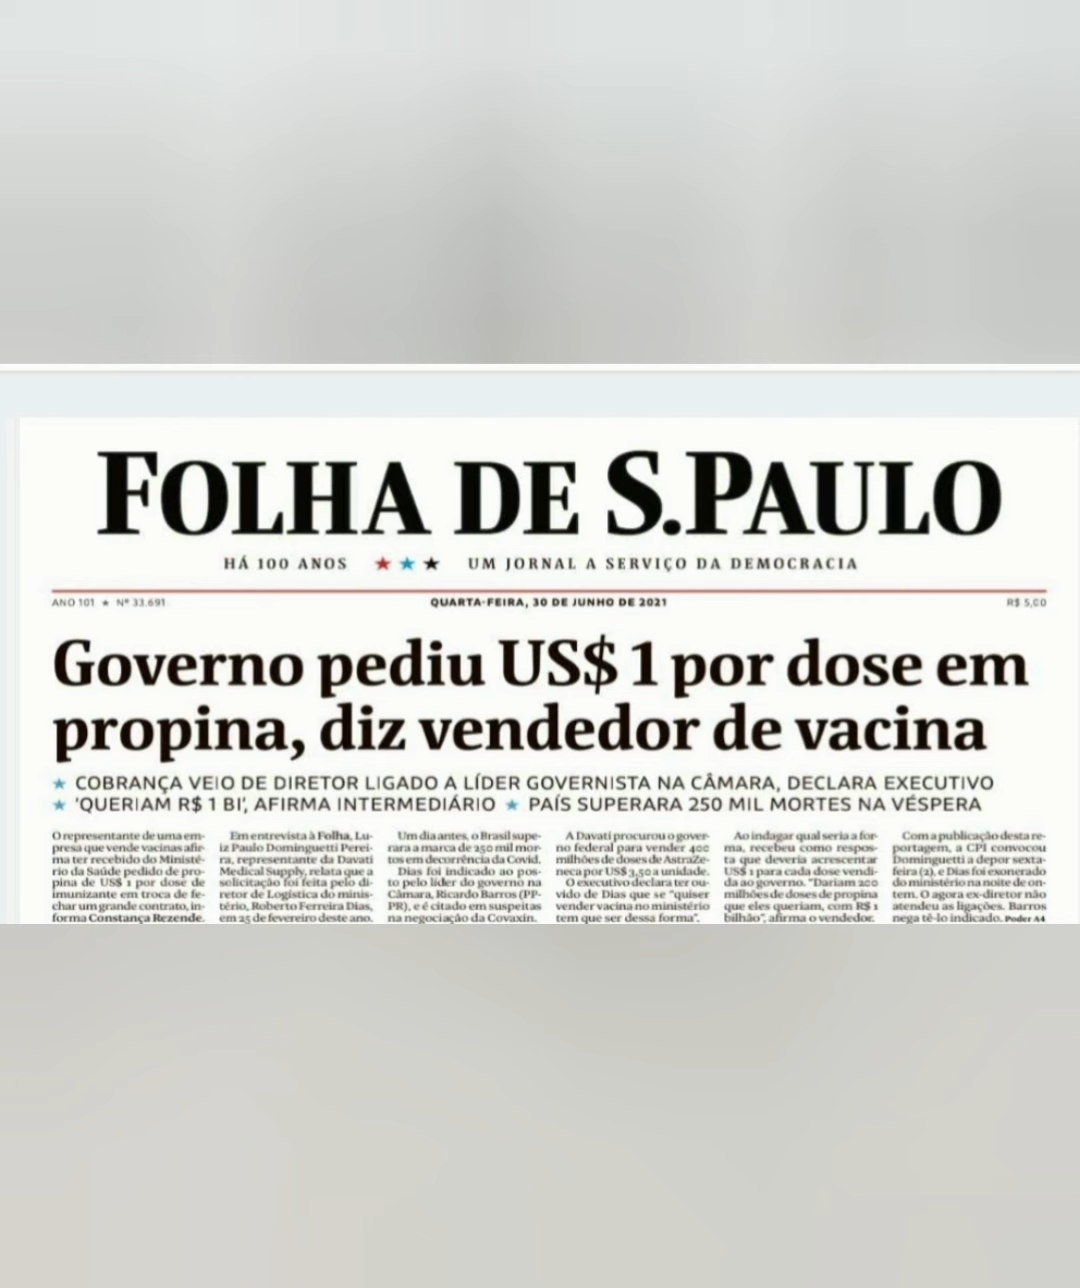 FOLHA DE S.PAULO
HÁ 100 ANOS ★ ★ ★ UM JORNAL A SERVIÇO DA DEMOCRACIA
ANO 101 ★ Nº 33.691 QUARTA-FEIRA, 30 DE JUNHO DE 2021 R$ 5,00
Governo pediu US$ 1 por dose em
propina, diz vendedor de vacina
★ COBRANÇA VEIO DE DIRETOR LIGADO A LÍDER GOVERNISTA NA CÂMARA, DECLARA EXECUTIVO
★ 'QUERIAM R$ 1 BI', AFIRMA INTERMEDIÁRIO ★ PAÍS SUPERARA 250 MIL MORTES NA VÉSPERA
O representante de uma em-
presa que vende vacinas afir-
ma ter recebido do Ministé-
rio da Saúde pedido de pro-
pina de US$ 1 por dose de
imunizante em troca de fe-
char um grande contrato, in-
forma Constança Rezende.
Em entrevista à Folha, Lu-
iz Paulo Dominguetti Perei-
ra, representante da Davati
Medical Supply, relata que a
solicitação foi feita pelo di-
retor de Logística do minis-
tério, Roberto Ferreira Dias,
em 25 de fevereiro deste ano.
Um dia antes, o Brasil supe-
rara a marca de 250 mil mor-
tos em decorrência da Covid.
Dias foi indicado ao pos-
to pelo líder do governo na
Câmara, Ricardo Barros (PP-
PR), e é citado em suspeitas
na negociação da Covaxin.
A Davati procurou o gover-
no federal para vender 400
milhões de doses de AstraZe-
neca por US$ 3,50 a unidade.
O executivo declara ter ou-
vido de Dias que se "quiser
vender vacina no ministério
tem que ser dessa forma".
Ao indagar qual seria a for-
ma, recebeu como respos-
ta que deveria acrescentar
US$ 1 para cada dose vendi-
da ao governo. "Dariam 200
milhões de doses de propina
que eles queriam, com R$ 1
bilhão", afirma o vendedor.
Com a publicação desta re-
portagem, a CPI convocou
Dominguetti a depor sexta-
feira (2), e Dias foi exonerado
do ministério na noite de on-
tem. O agora ex-diretor não
atendeu as ligações. Barros
nega tê-lo indicado. Poder A4